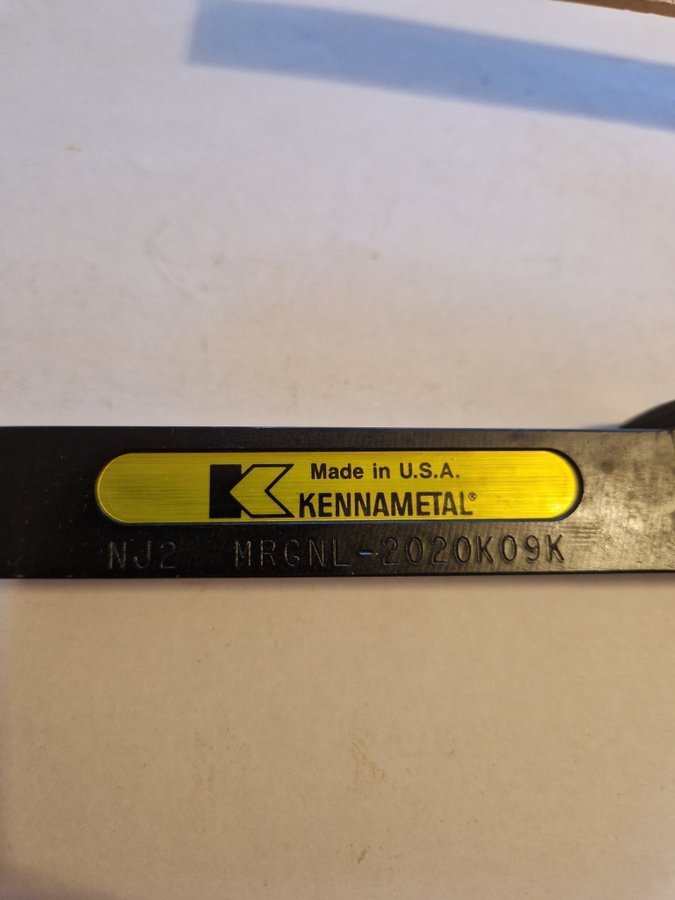 Made in U.S.A.
KENNAMETAL®
NJ2 MRGNL-2020K09K